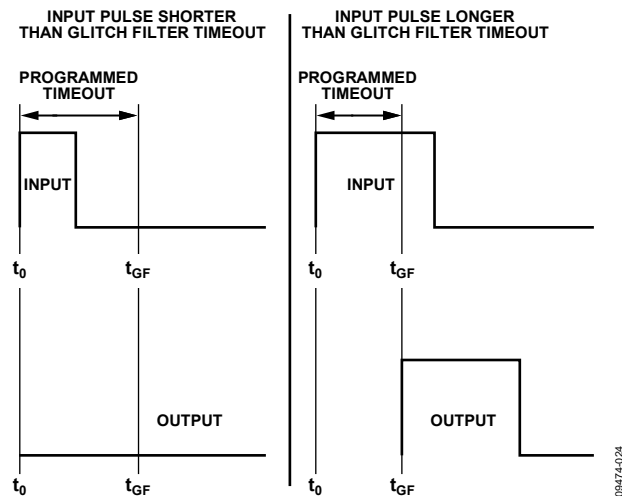 INPUT PULSE SHORTER
THAN GLITCH FILTER TIMEOUT
PROGRAMMED
TIMEOUT
INPUT
t0
tGF
OUTPUT
t0
tGF
INPUT PULSE LONGER
THAN GLITCH FILTER TIMEOUT
PROGRAMMED
TIMEOUT
INPUT
t0
tGF
OUTPUT
t0
tGF
09474-024